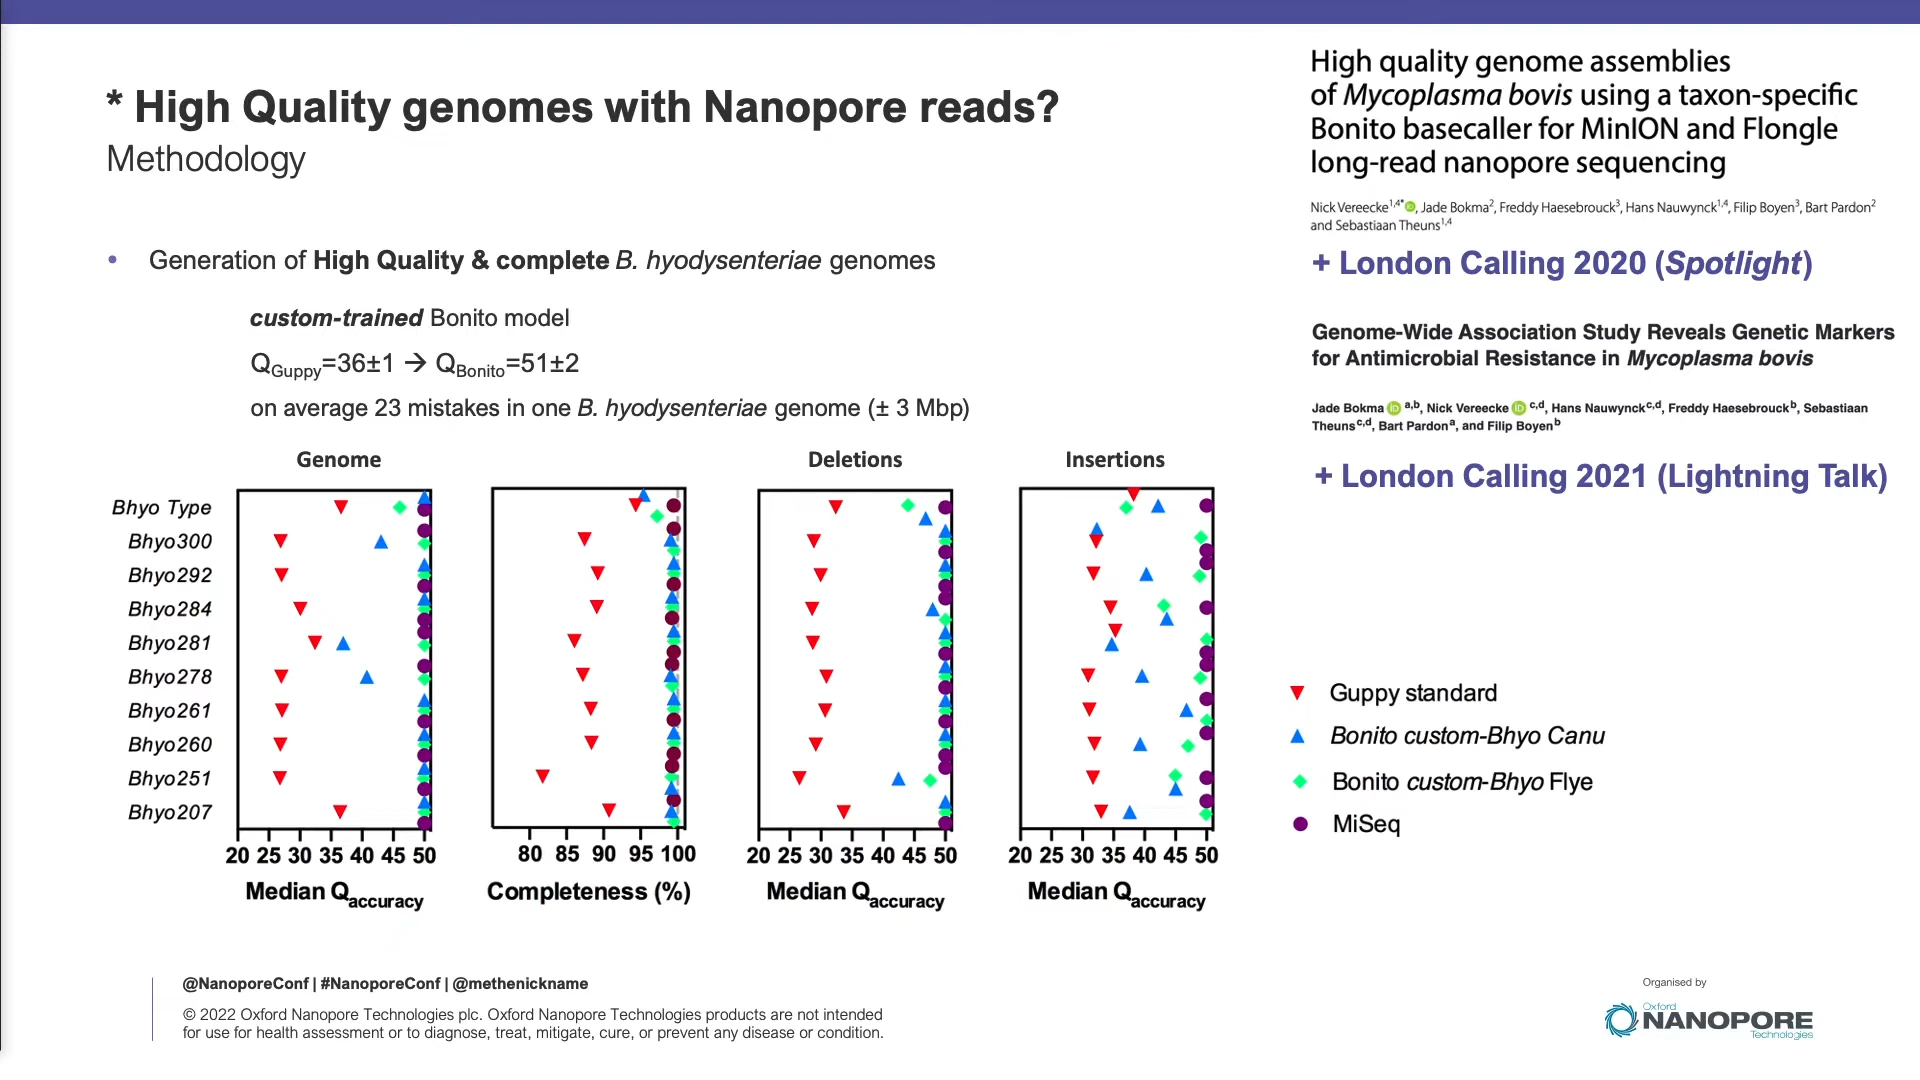 * High Quality genomes with Nanopore reads?
Methodology
• Generation of High Quality & complete B. hyodysenteriae genomes
custom-trained Bonito model
QGuppy=36±1 → QBonito=51±2
on average 23 mistakes in one B. hyodysenteriae genome (± 3 Mbp)
High quality genome assemblies
of Mycoplasma bovis using a taxon-specific
Bonito basecaller for MinION and Flongle
long-read nanopore sequencing
Nick Vereecke1,4*, Jade Bokma2, Freddy Haesebrouck3, Hans Nauwynck1,4, Filip Boyen3, Bart Pardon2
and Sebastiaan Theuns1,4
+ London Calling 2020 (Spotlight)
Genome-Wide Association Study Reveals Genetic Markers
for Antimicrobial Resistance in Mycoplasma bovis
Jade Bokma a,b, Nick Vereecke c,d, Hans Nauwynck c,d, Freddy Haesebrouck b, Sebastiaan
Theuns c,d, Bart Pardon a, and Filip Boyen b
+ London Calling 2021 (Lightning Talk)
Genome
Deletions
Insertions
Bhyo Type
Bhyo300
Bhyo292
Bhyo284
Bhyo281
Bhyo278
Bhyo261
Bhyo260
Bhyo251
Bhyo207
20 25 30 35 40 45 50
80 85 90 95 100
20 25 30 35 40 45 50
20 25 30 35 40 45 50
Median Qaccuracy
Completeness (%)
Median Qaccuracy
Median Qaccuracy
Guppy standard
Bonito custom-Bhyo Canu
Bonito custom-Bhyo Flye
MiSeq
@NanoporeConf | #NanoporeConf | @methenickname
© 2022 Oxford Nanopore Technologies plc. Oxford Nanopore Technologies products are not intended
for use for health assessment or to diagnose, treat, mitigate, cure, or prevent any disease or condition.
Organised by
Oxford
NANOPORE
Technologies